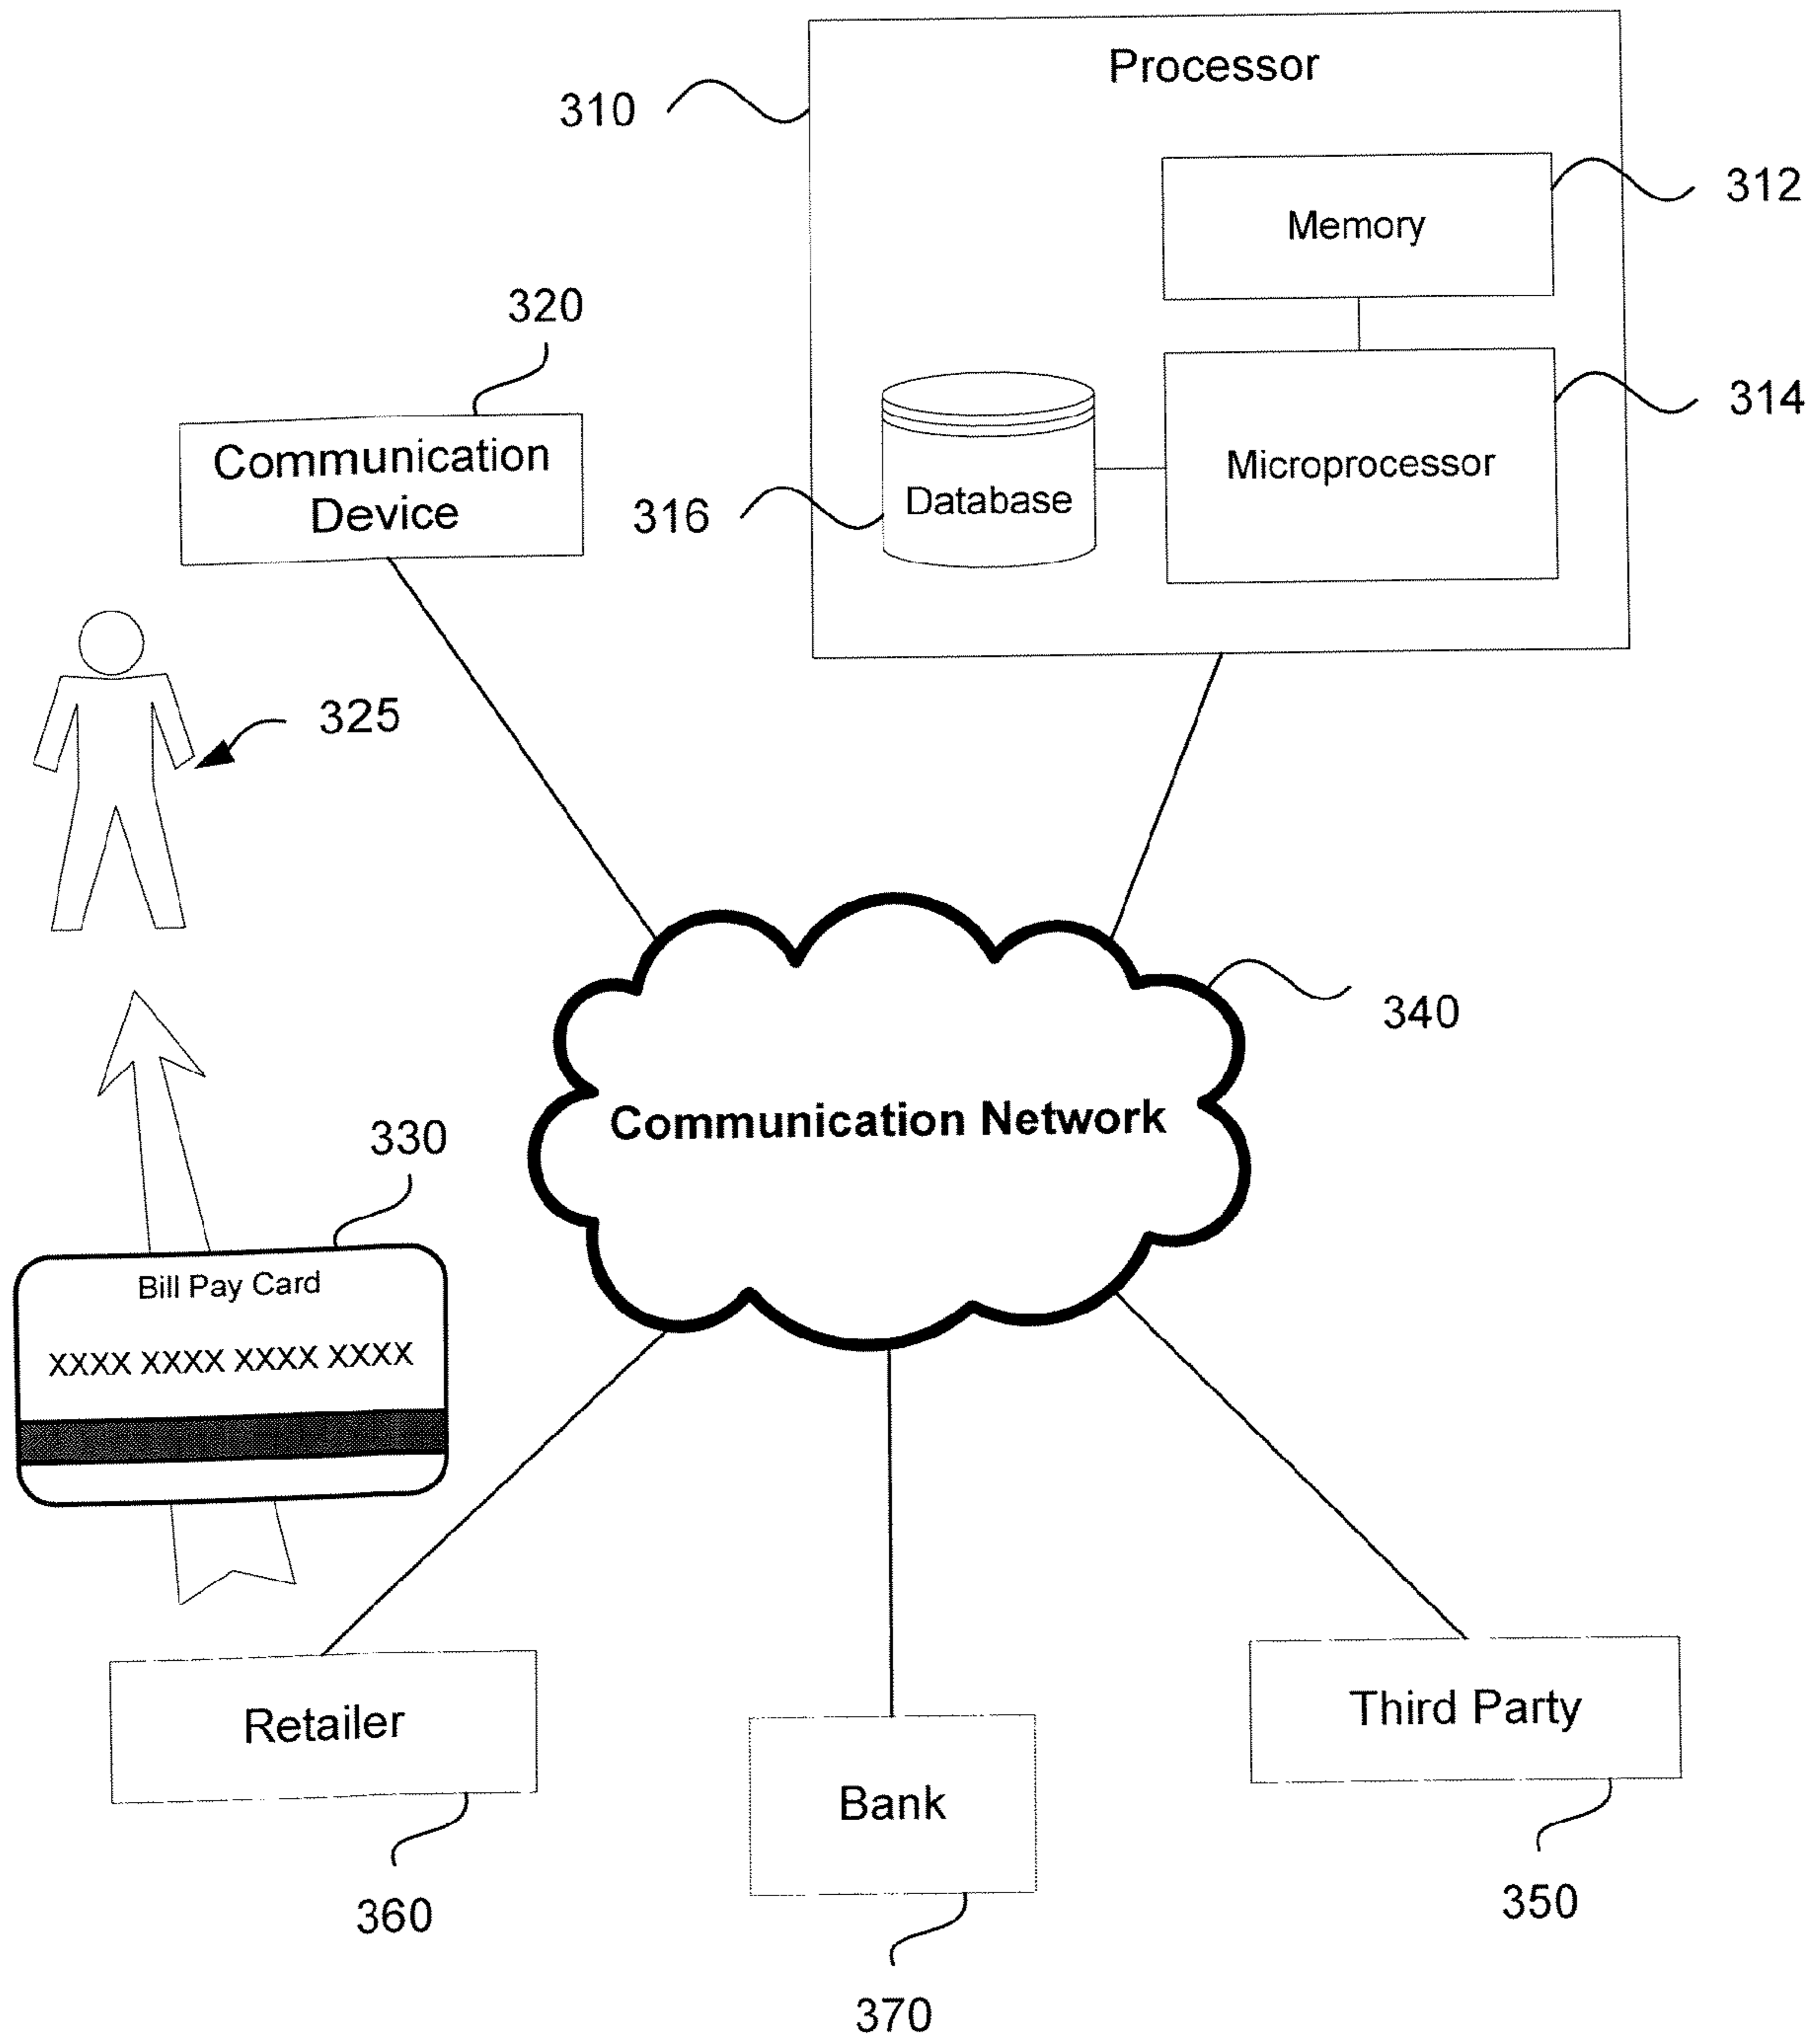 Processor
310
312
Memory
320
314
Communication
Device
Microprocessor
316
Database
325
340
Communication Network
330
Bill Pay Card
XXXX XXXX XXXX XXXX
Retailer
Third Party
Bank
360
350
370